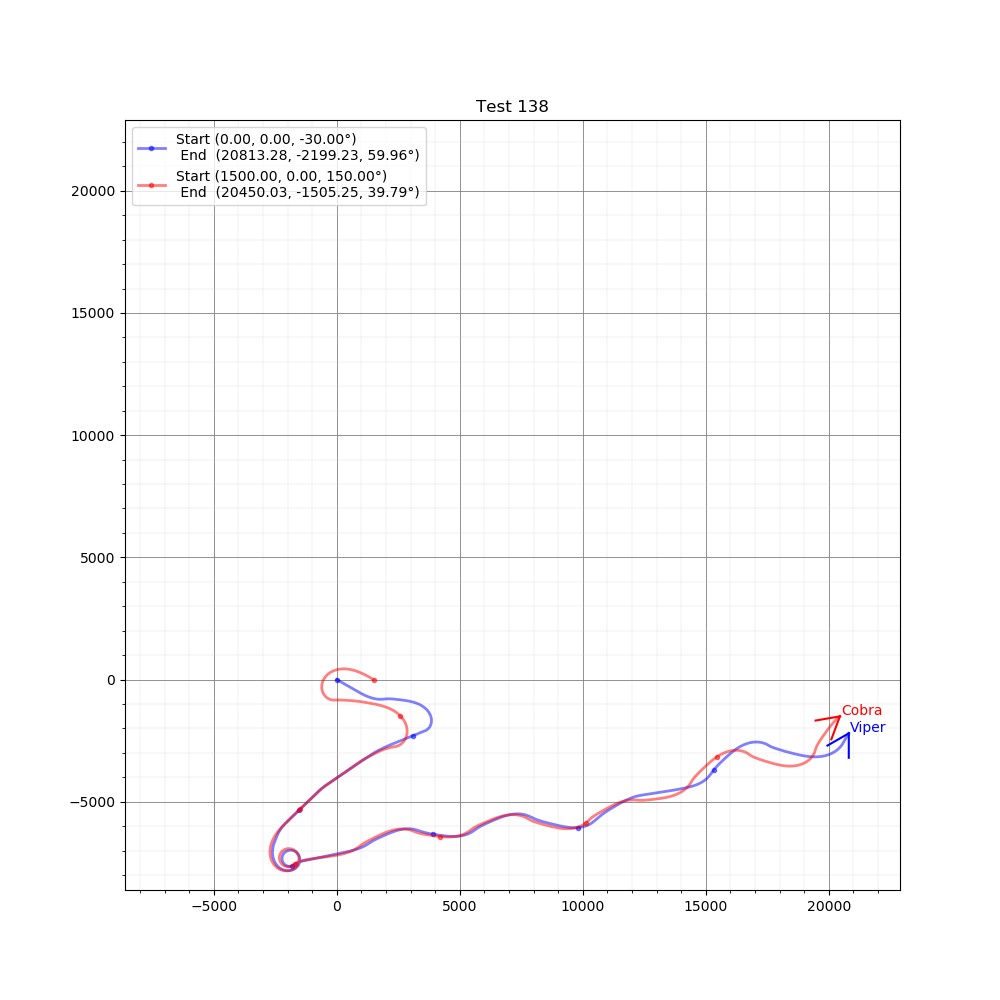 Test 138
Start (0.00, 0.00, -30.00°)
End (20813.28, -2199.23, 59.96°)
Start (1500.00, 0.00, 150.00°)
End (20450.03, -1505.25, 39.79°)
20000
15000
10000
5000
0
−5000
Cobra
Viper
−5000
0
5000
10000
15000
20000